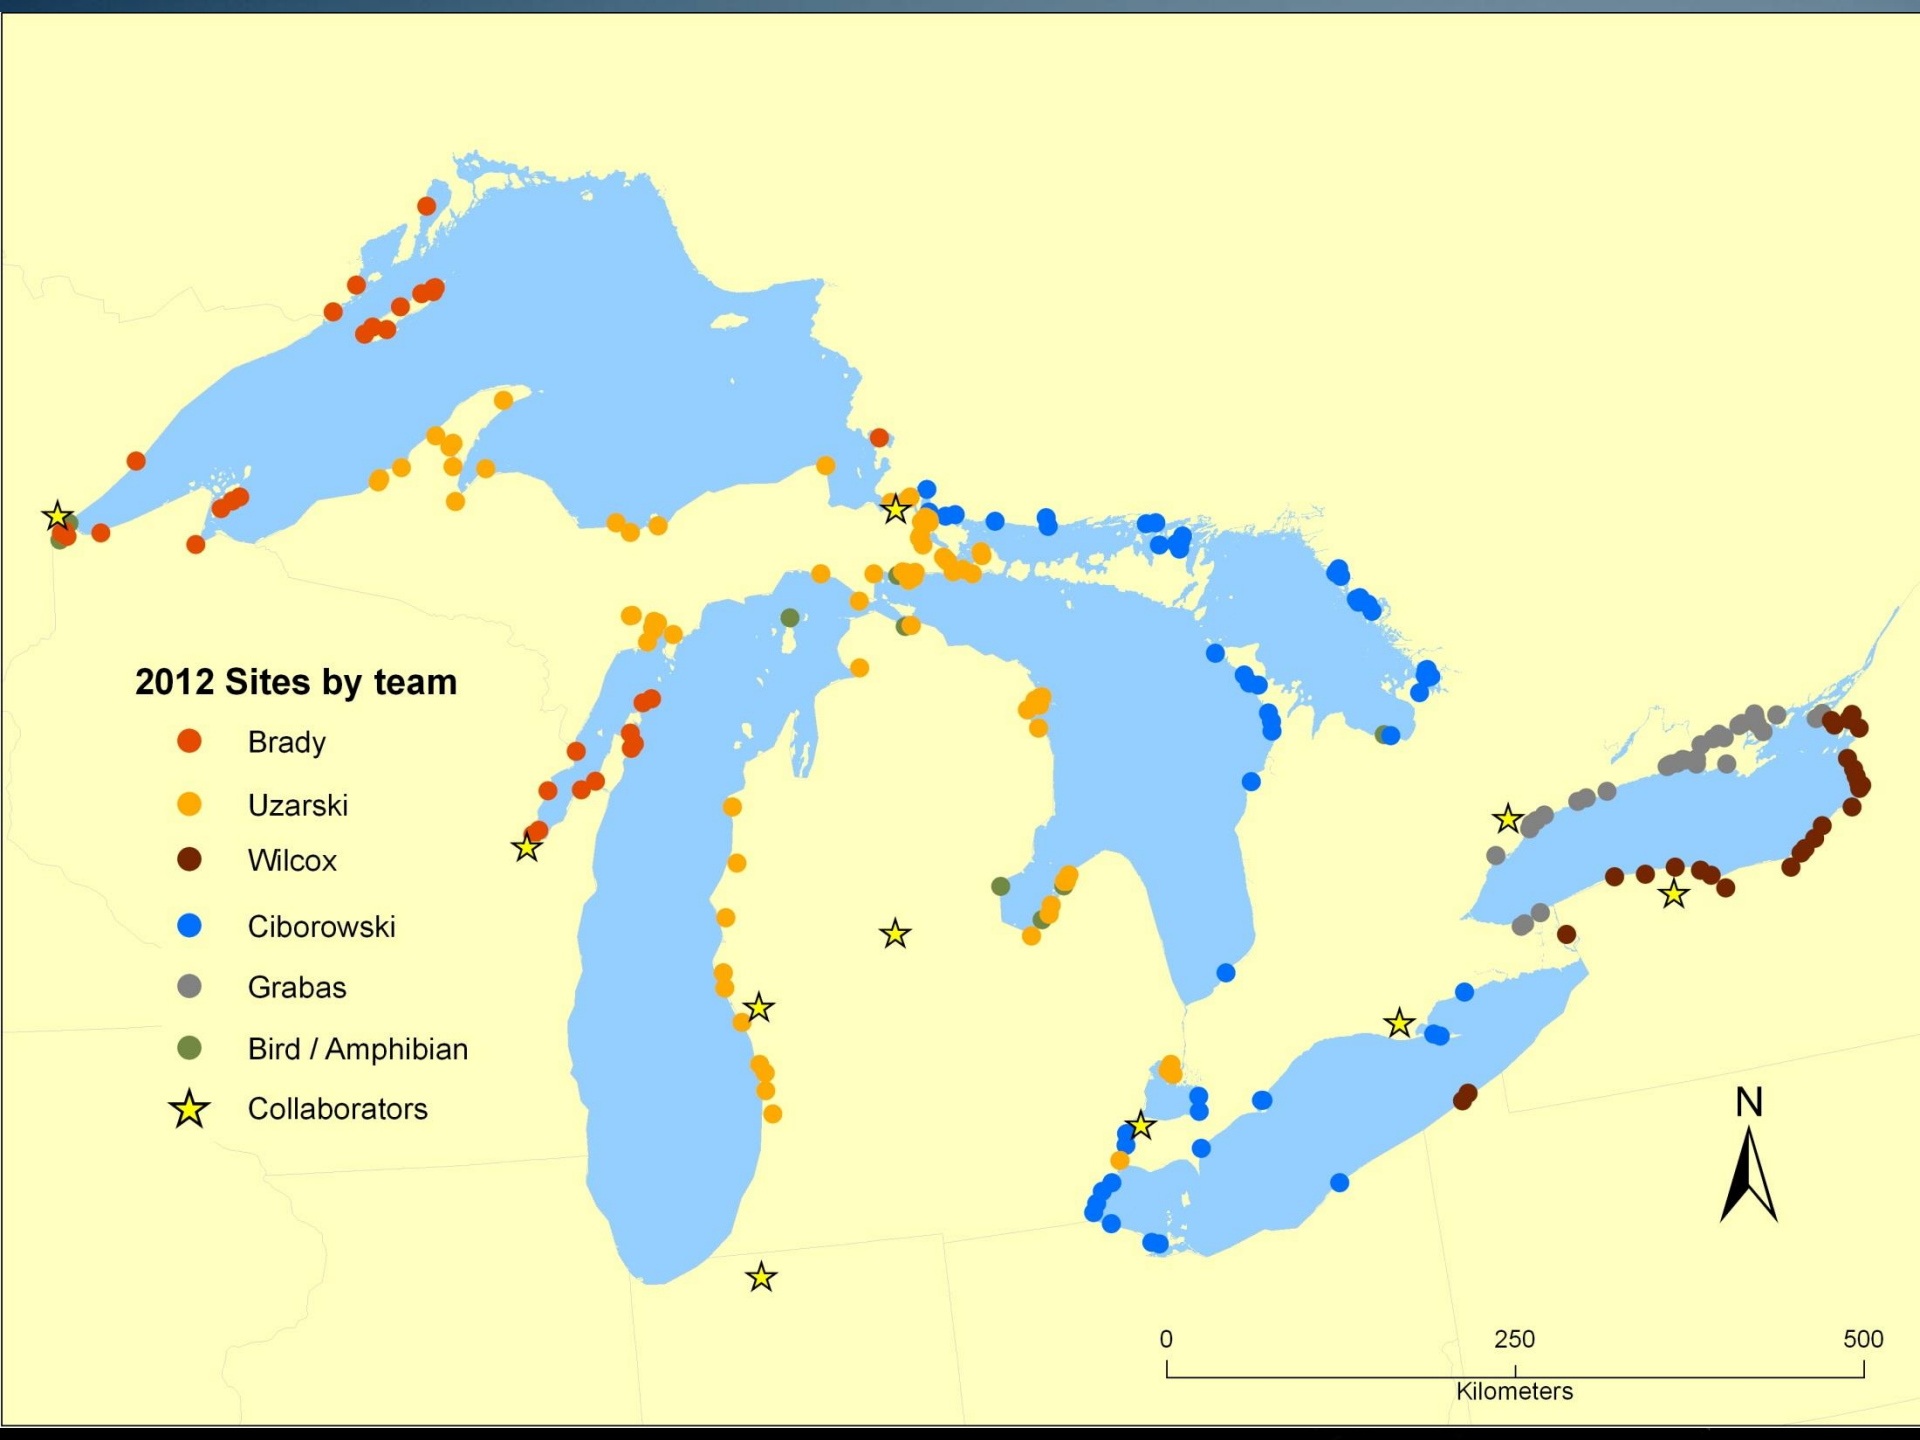 2012 Sites by team
Brady
Uzarski
Wilcox
Ciborowski
Grabas
Bird / Amphibian
Collaborators
N
0 250 500
Kilometers